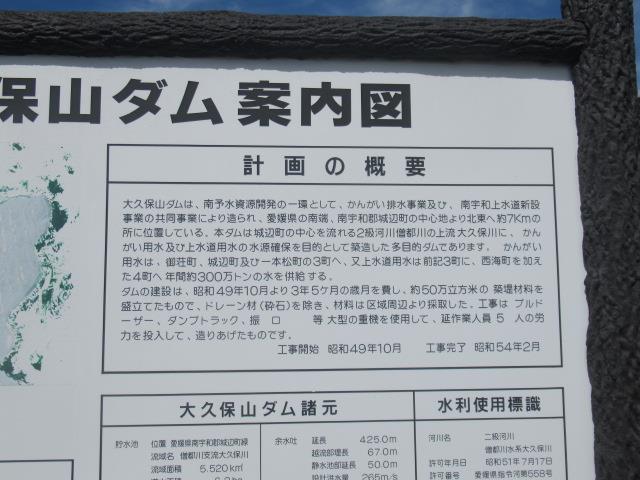 保山ダム案内図
計画の概要
大久保山ダムは、南予水資源開発の一環として、かんがい排水事業及び、南宇和上水道新設
事業の共同事業により造られ、愛媛県の南端、南宇和郡城辺町の中心地より北東へ約7Kmの
所に位置している。本ダムは城辺町の中心を流れる2級河川僧都川の上流大久保川に、か
んがい用水及び上水道用水の水源確保を目的として築造した多目的ダムであります。 かんがい
用水は、御荘町、城辺町及び一本松町の3町へ、又上水道用水は前記3町に、西海町を加え
た4町へ年間約300万トンの水を供給する。
ダムの建設は、昭和49年10月より3年5ケ月の歳月を費し、約50万立方米の築堤材料を
盛立てたもので、ドレーン材(砕石)を除き、材料は区域周辺より採取した。工事は ブルド
ーザー、ダンプトラック、振 ロ 等 大型の重機を使用して、延作業人員 5 人の労
力を投入して、造りあげたものです。
工事開始 昭和49年10月 工事完了 昭和54年2月
大久保山ダム諸元
貯水池 位置 愛媛県南宇和郡城辺町緑
流域名 僧都川支流大久保川
流域面積 5.520km²
余水吐 延長 425.0m
越流部堤長 67.0m
静水池部延長 50.0m
設計洪水量 265m³/s
水利使用標識
河川名 二級河川
僧都川水系大久保川
許可年月日 昭和51年7月17日
許可番号 愛媛県指令河第558号